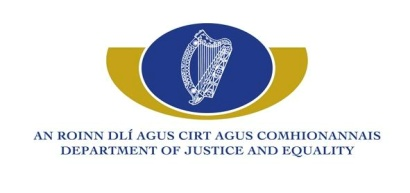 AN ROINN DLÍ AGUS CIRT AGUS COMHIONANNAIS
DEPARTMENT OF JUSTICE AND EQUALITY